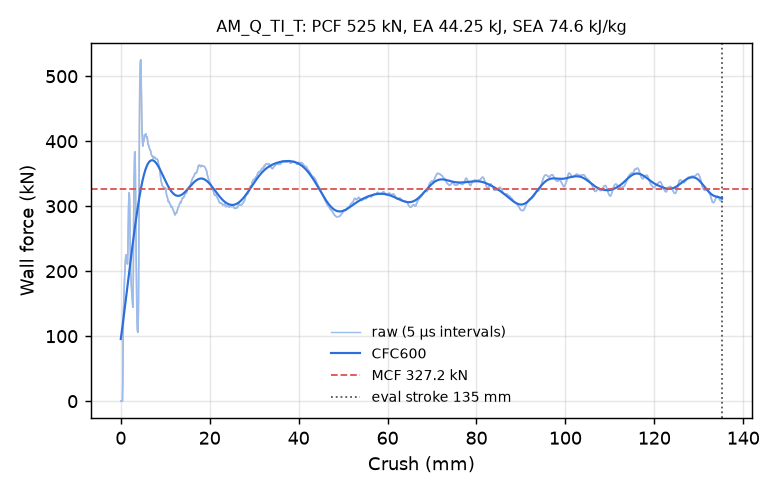 AM_Q_TI_T: PCF 525 kN, EA 44.25 kJ, SEA 74.6 kJ/kg
Wall force (kN)
500
400
300
200
100
0
raw (5 µs intervals)
CFC600
MCF 327.2 kN
eval stroke 135 mm
0 20 40 60 80 100 120 140
Crush (mm)